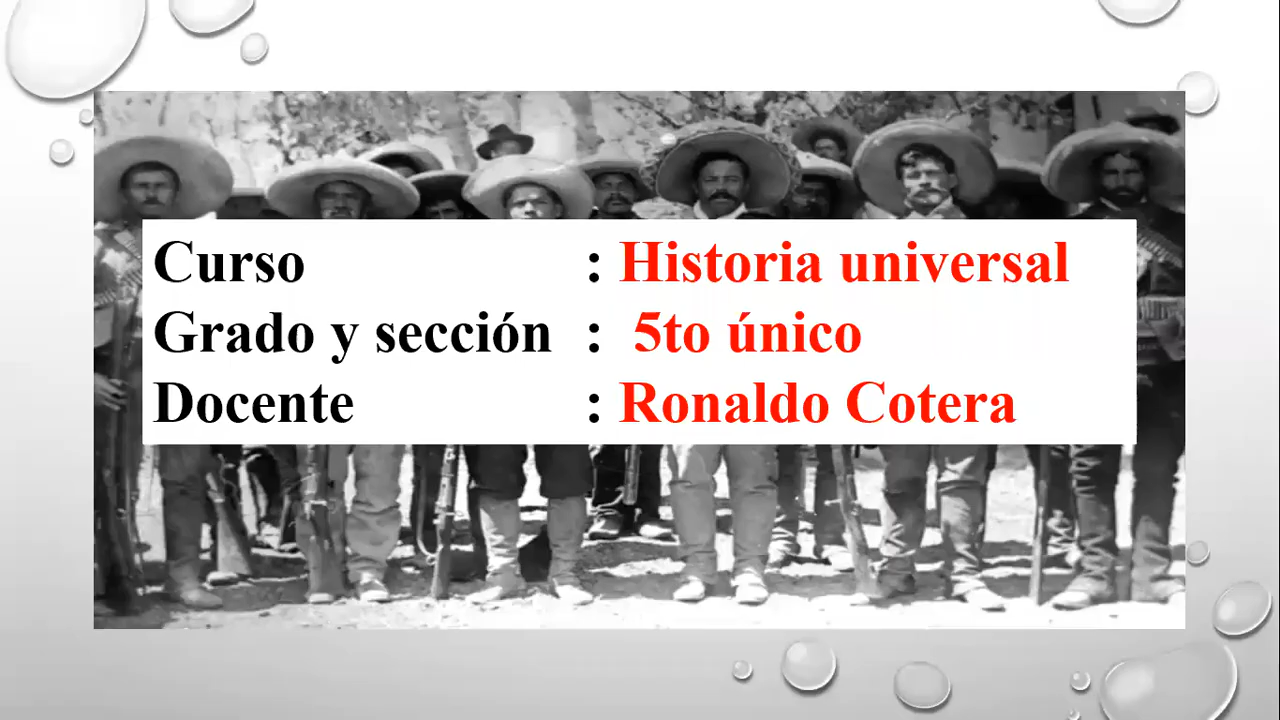 Curso : Historia universal
Grado y sección : 5to único
Docente : Ronaldo Cotera